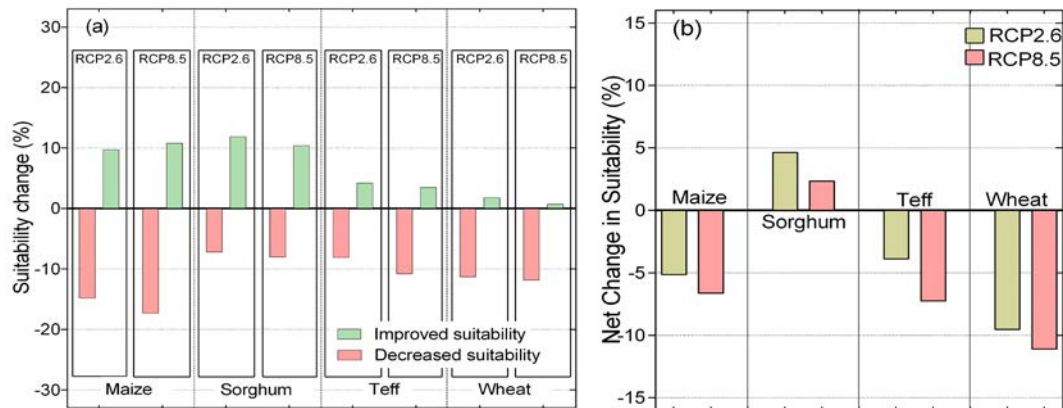 (a)
30
20
10
0
-10
-20
-30
Suitability change (%)
RCP2.6 RCP8.5 RCP2.6 RCP8.5 RCP2.6 RCP8.5 RCP2.6 RCP8.5
Improved suitability
Decreased suitability
Maize Sorghum Teff Wheat
(b)
15
10
5
0
-5
-10
-15
Net Change in Suitability (%)
RCP2.6
RCP8.5
Maize Sorghum Teff Wheat